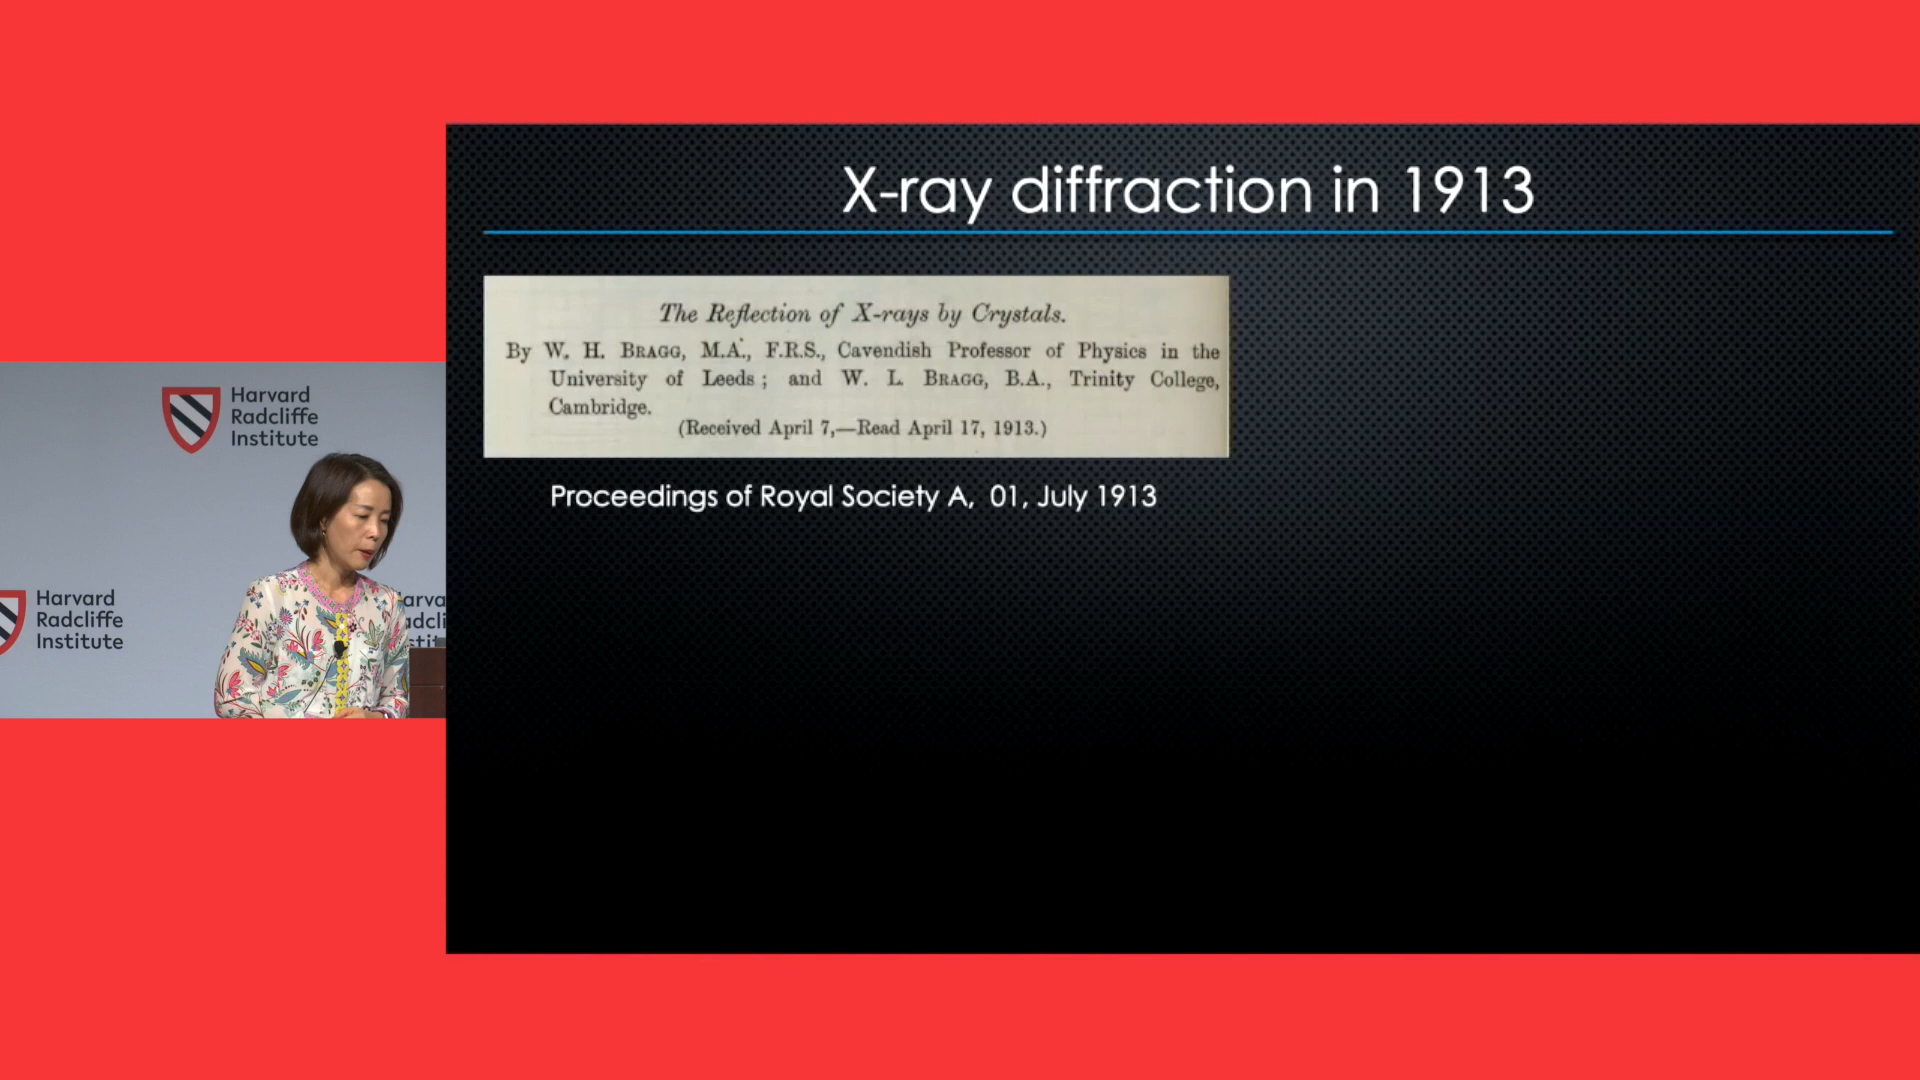 X-ray diffraction in 1913
The Reflection of X-rays by Crystals.
By W. H. BRAGG, M.A., F.R.S., Cavendish Professor of Physics in the
University of Leeds ; and W. L. BRAGG, B.A., Trinity College,
Cambridge.
(Received April 7,—Read April 17, 1913.)
Proceedings of Royal Society A, 01, July 1913
Harvard
Radcliffe
Institute
Harvard
Radcliffe
Institute
arva
adcli